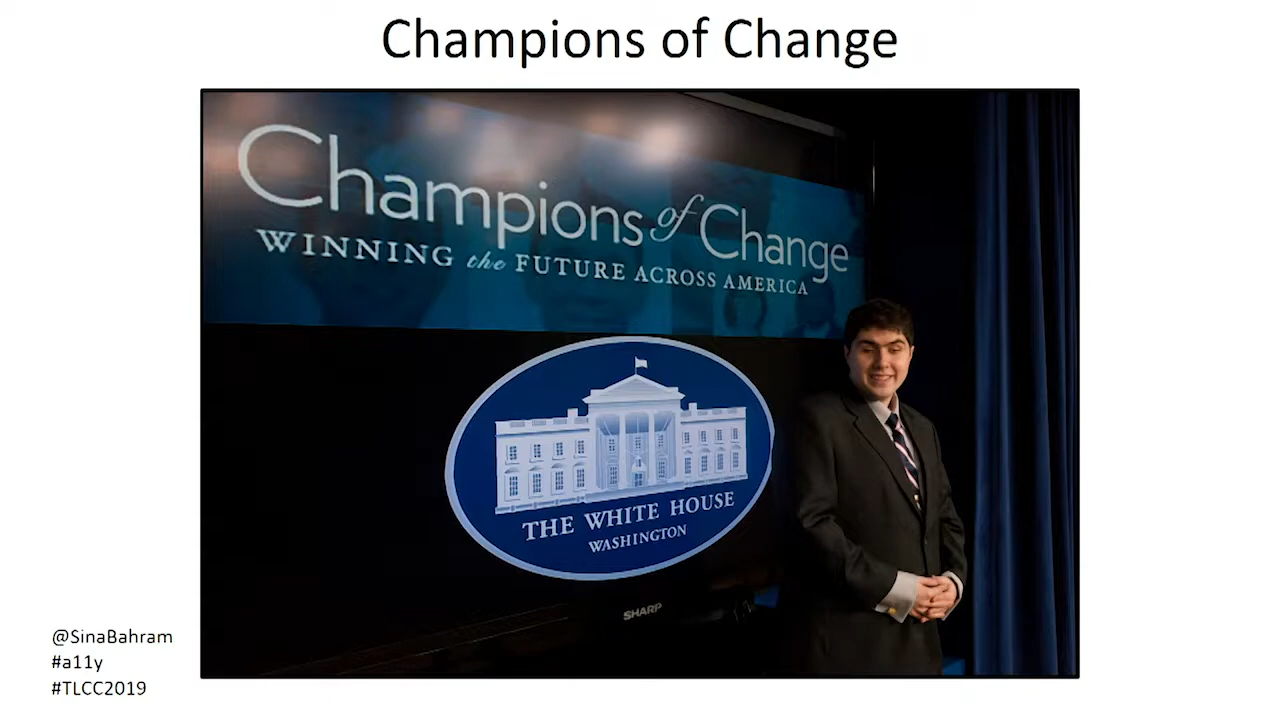 Champions of Change
Champions of Change
WINNING the FUTURE ACROSS AMERICA
THE WHITE HOUSE
WASHINGTON
SHARP
@SinaBahram
#a11y
#TLCC2019